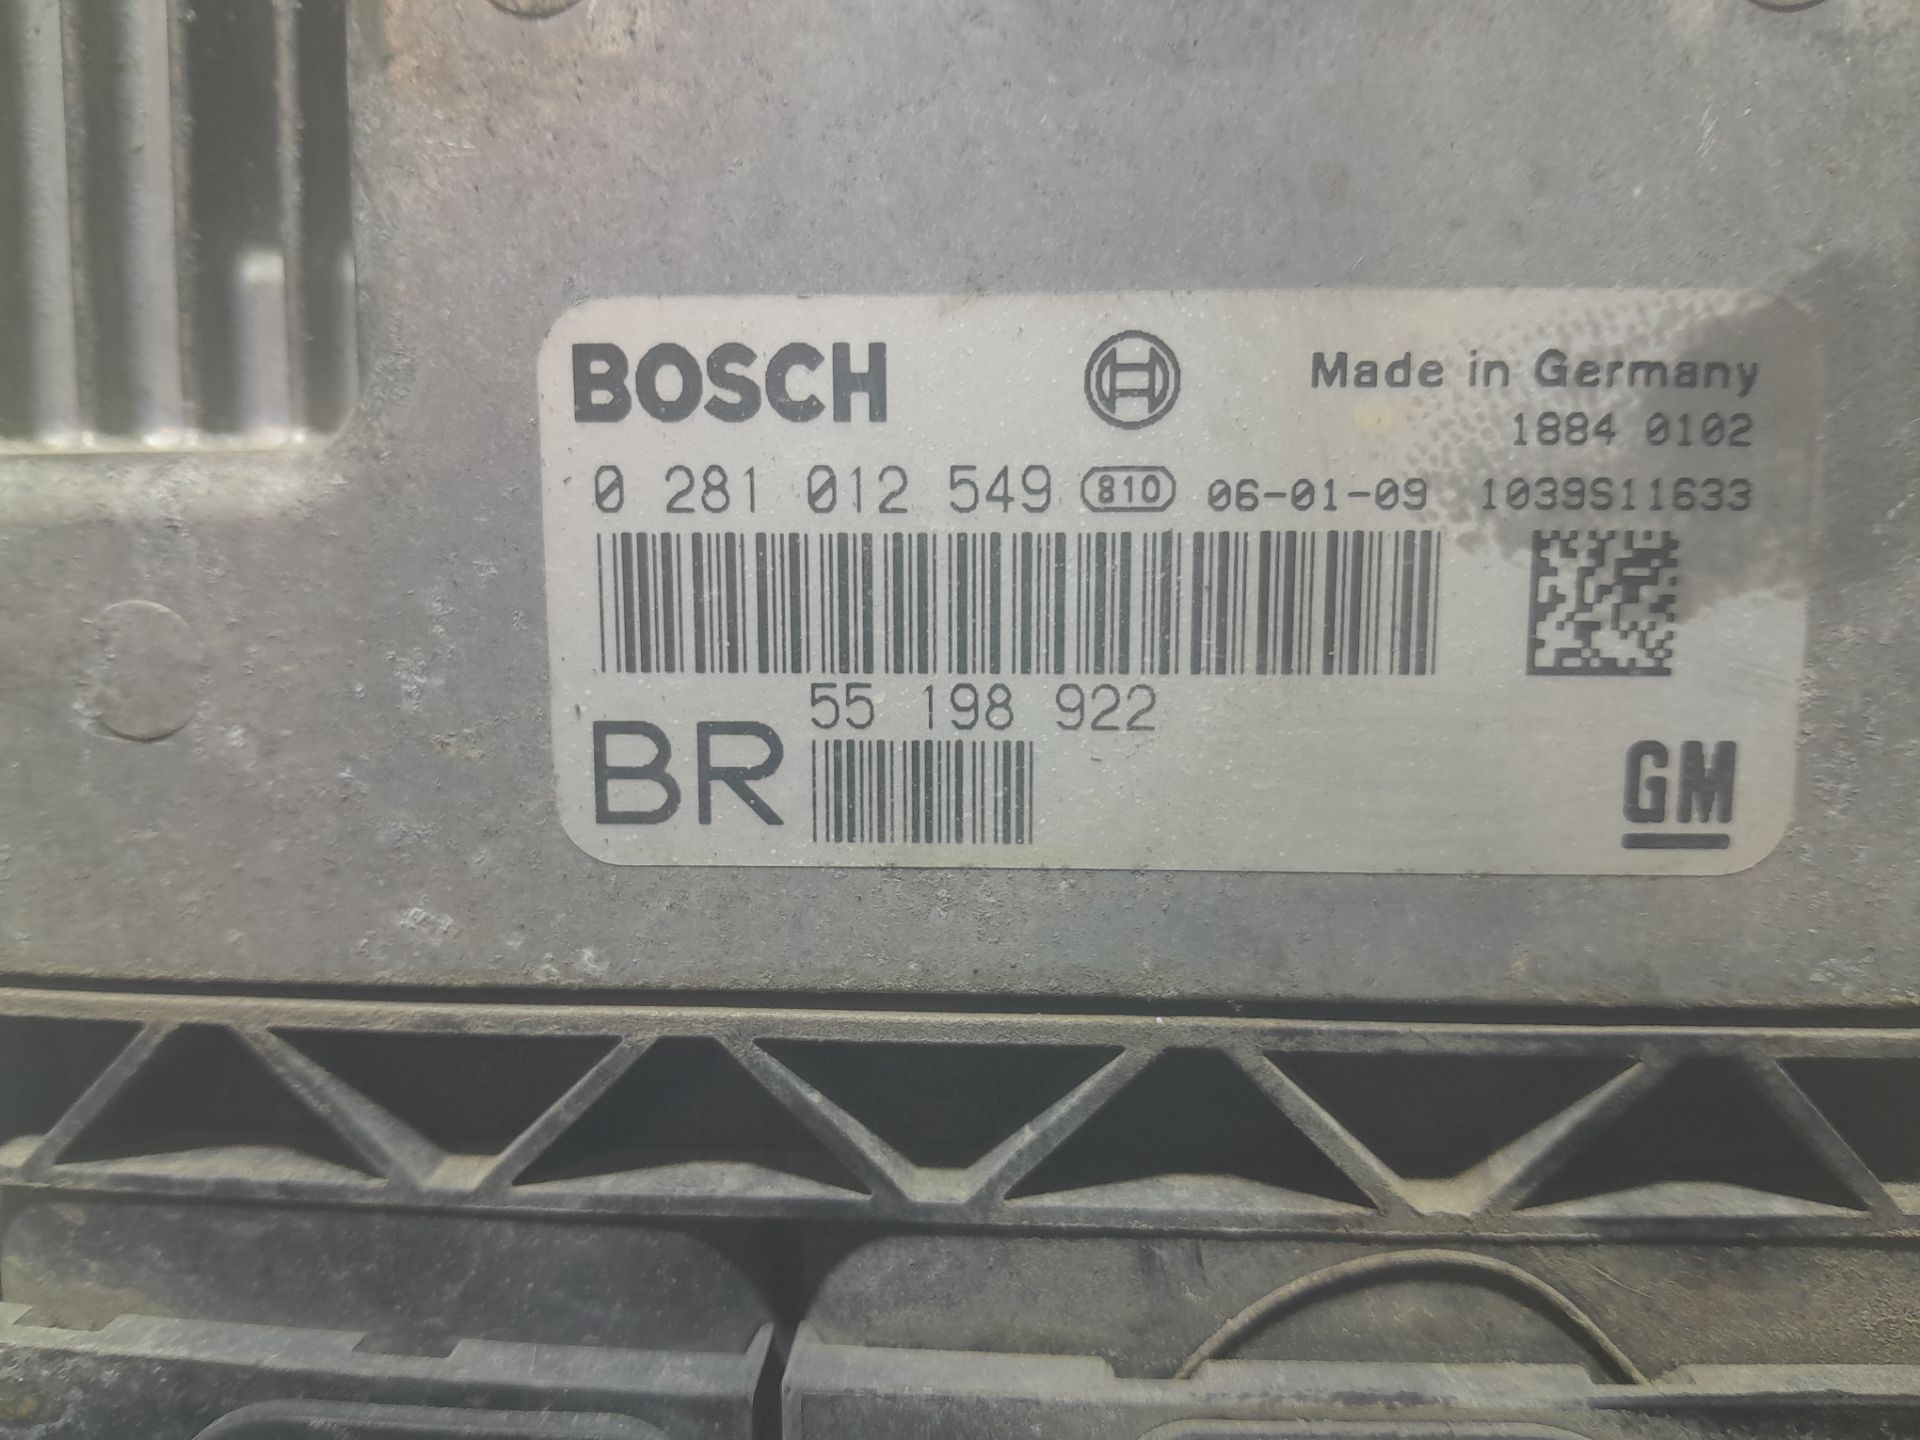 BOSCH
Made in Germany
1884 0102
0 281 012 549 810 06-01-09 1039S11633
55 198 922
BR
GM